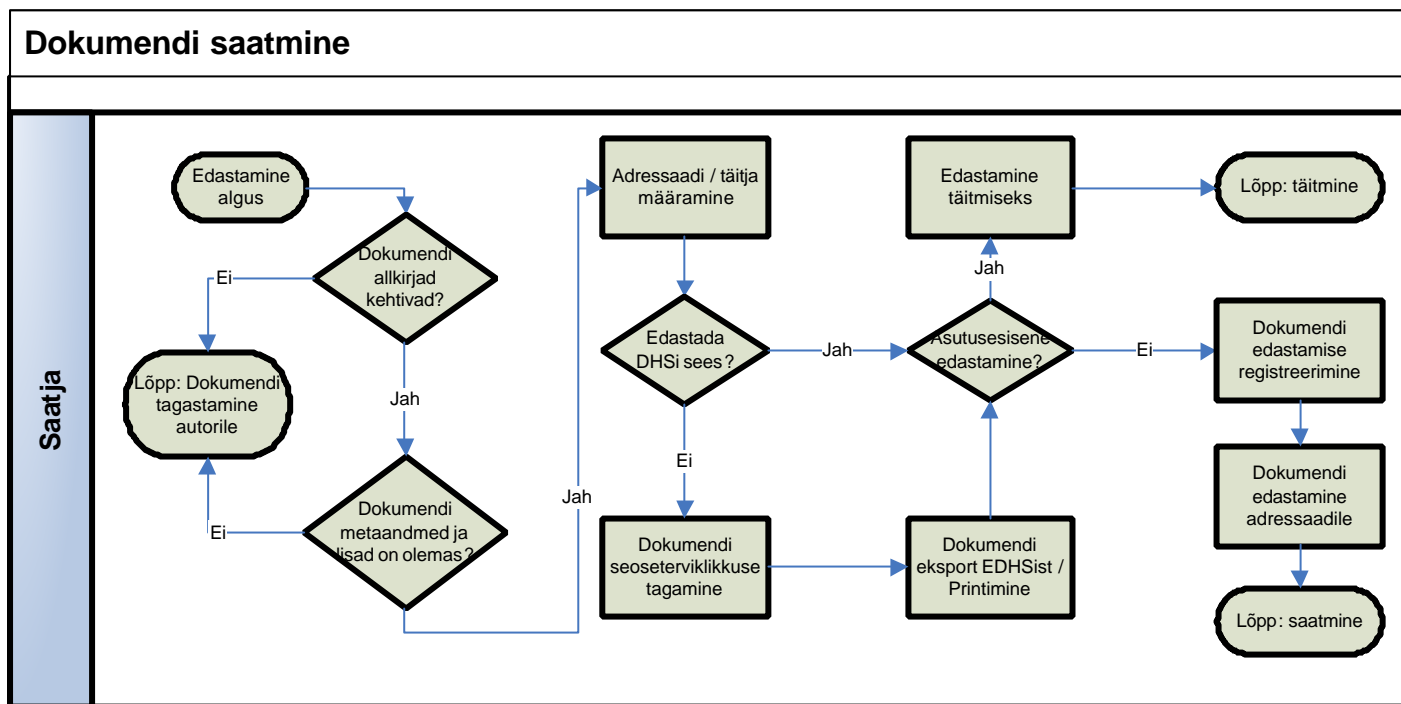 Dokumendi saatmine
Saatja
Edastamine
algus
Dokumendi
allkirjad
kehtivad?
Ei
Jah
Lõpp: Dokumendi
tagastamine
autorile
Dokumendi
metaandmed ja
lisad on olemas?
Ei
Jah
Adressaadi / täitja
määramine
Edastada
DHSi sees?
Jah
Ei
Dokumendi
seoseterviklikkuse
tagamine
Dokumendi
eksport EDHSist /
Printimine
Asutusesisene
edastamine?
Jah
Ei
Edastamine
täitmiseks
Lõpp: täitmine
Dokumendi
edastamise
registreerimine
Dokumendi
edastamine
adressaadile
Lõpp: saatmine